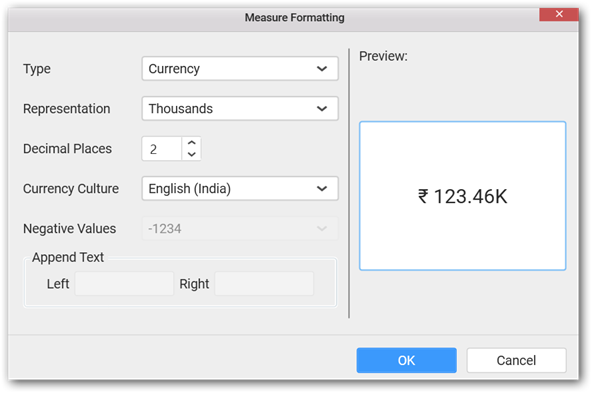 Measure Formatting
Type Currency
Representation Thousands
Decimal Places 2
Currency Culture English (India)
Negative Values -1234
Append Text
Left Right
Preview:
₹ 123.46K
OK Cancel